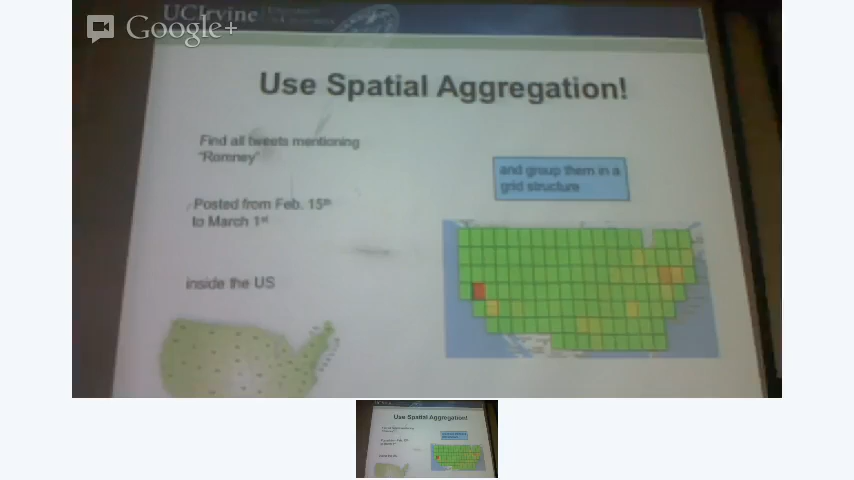 UCIrvine
Google+
Use Spatial Aggregation!
Find all tweets mentioning
"Romney"
Posted from Feb. 15th
to March 1st
inside the US
and group them in a
grid structure
Use Spatial Aggregation!